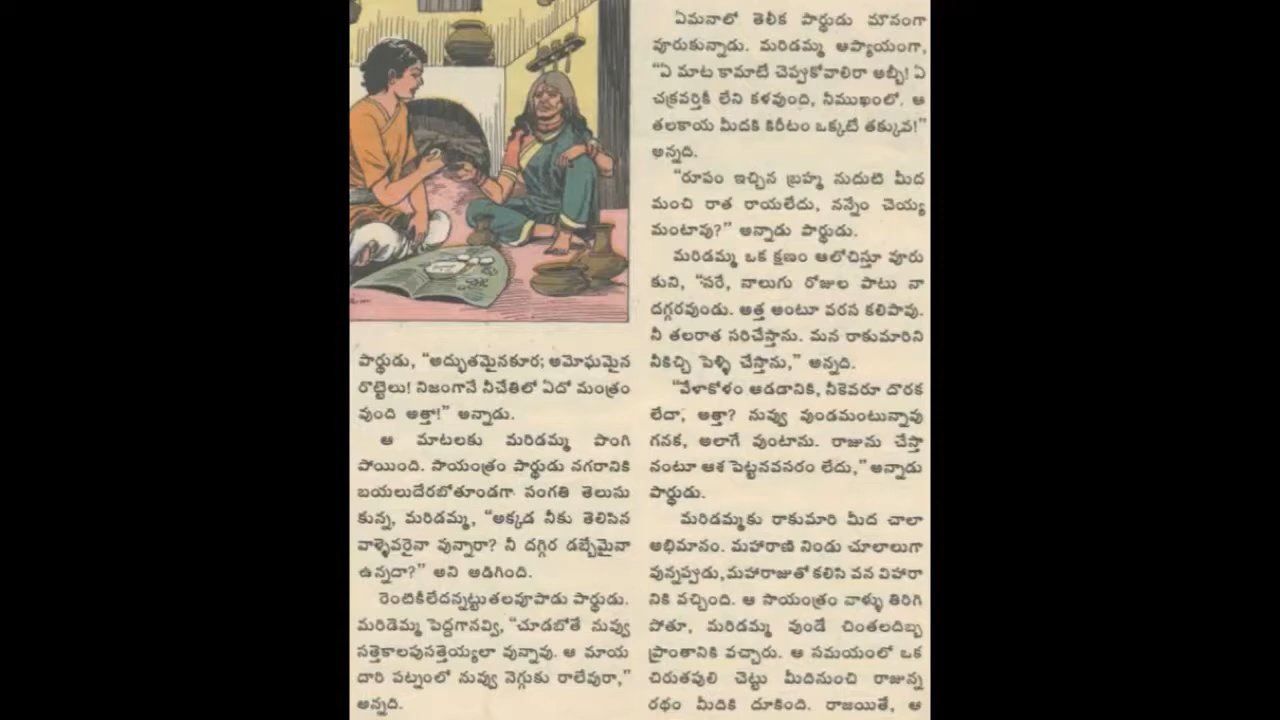 పార్థుడు, "అద్భుతమైనకూర; అమోఘమైన
రొట్టెలు! నిజంగానే నీచేతిలో ఏదో మంత్రం
వుంది అత్తా!" అన్నాడు.
ఆ మాటలకు మరిడమ్మ పొంగి
పోయింది. సాయంత్రం పార్థుడు నగరానికి
బయలుదేరబోతూండగా సంగతి తెలుసు
కున్న, మరిడమ్మ, "అక్కడ నీకు తెలిసిన
వాళ్ళెవరైనా వున్నారా? నీ దగ్గిర డబ్బేమైనా
ఉన్నదా?" అని అడిగింది.
రెంటికీలేదన్నట్టుతలవూపాడు పార్థుడు.
మరిడెమ్మ పెద్దగానవ్వి, "చూడబోతే నువ్వు
సత్తెకాలపుసత్తెయ్యలా వున్నావు. ఆ మాయ
దారి పట్నంలో నువ్వు నెగ్గుకు రాలేవురా,"
అన్నది.
ఏమనాలో తెలీక పార్థుడు మౌనంగా
వూరుకున్నాడు. మరిడమ్మ అప్యాయంగా,
"ఏ మాట కామాటే చెప్పుకోవాలిరా అబ్బీ! ఏ
చక్రవర్తికీ లేని కళవుంది, నీముఖంలో. ఆ
తలకాయ మీదకి కిరీటం ఒక్కటే తక్కువ!"
అన్నది.
"రూపం ఇచ్చిన బ్రహ్మ నుదుటి మీద
మంచి రాత రాయలేదు, నన్నేం చెయ్య
మంటావు?" అన్నాడు పార్థుడు.
మరిడమ్మ ఒక క్షణం ఆలోచిస్తూ వూరు
కుని, "సరే, నాలుగు రోజుల పాటు నా
దగ్గరవుండు. అత్త అంటూ వరస కలిపావు.
నీ తలరాత సరిచేస్తాను. మన రాకుమారిని
నీకిచ్చి పెళ్ళి చేస్తాను," అన్నది.
"వేళాకోళం ఆడడానికి, నీకెవరూ దొరక
లేదా, అత్తా? నువ్వు వుండమంటున్నావు
గనక, అలాగే వుంటాను. రాజును చేస్తా
నంటూ ఆశ పెట్టనవసరం లేదు," అన్నాడు
పార్థుడు.
మరిడమ్మకు రాకుమారి మీద చాలా
అభిమానం. మహారాణి నిండు చూలాలుగా
వున్నప్పుడు, మహారాజుతో కలిసి వన విహారా
నికి వచ్చింది. ఆ సాయంత్రం వాళ్ళు తిరిగి
పోతూ, మరిడమ్మ వుండే చింతలదిబ్బ
ప్రాంతానికి వచ్చారు. ఆ సమయంలో ఒక
చిరుతపులి చెట్టు మీదినుంచి రాజున్న
రథం మీదికి దూకింది. రాజయితే, ఆ